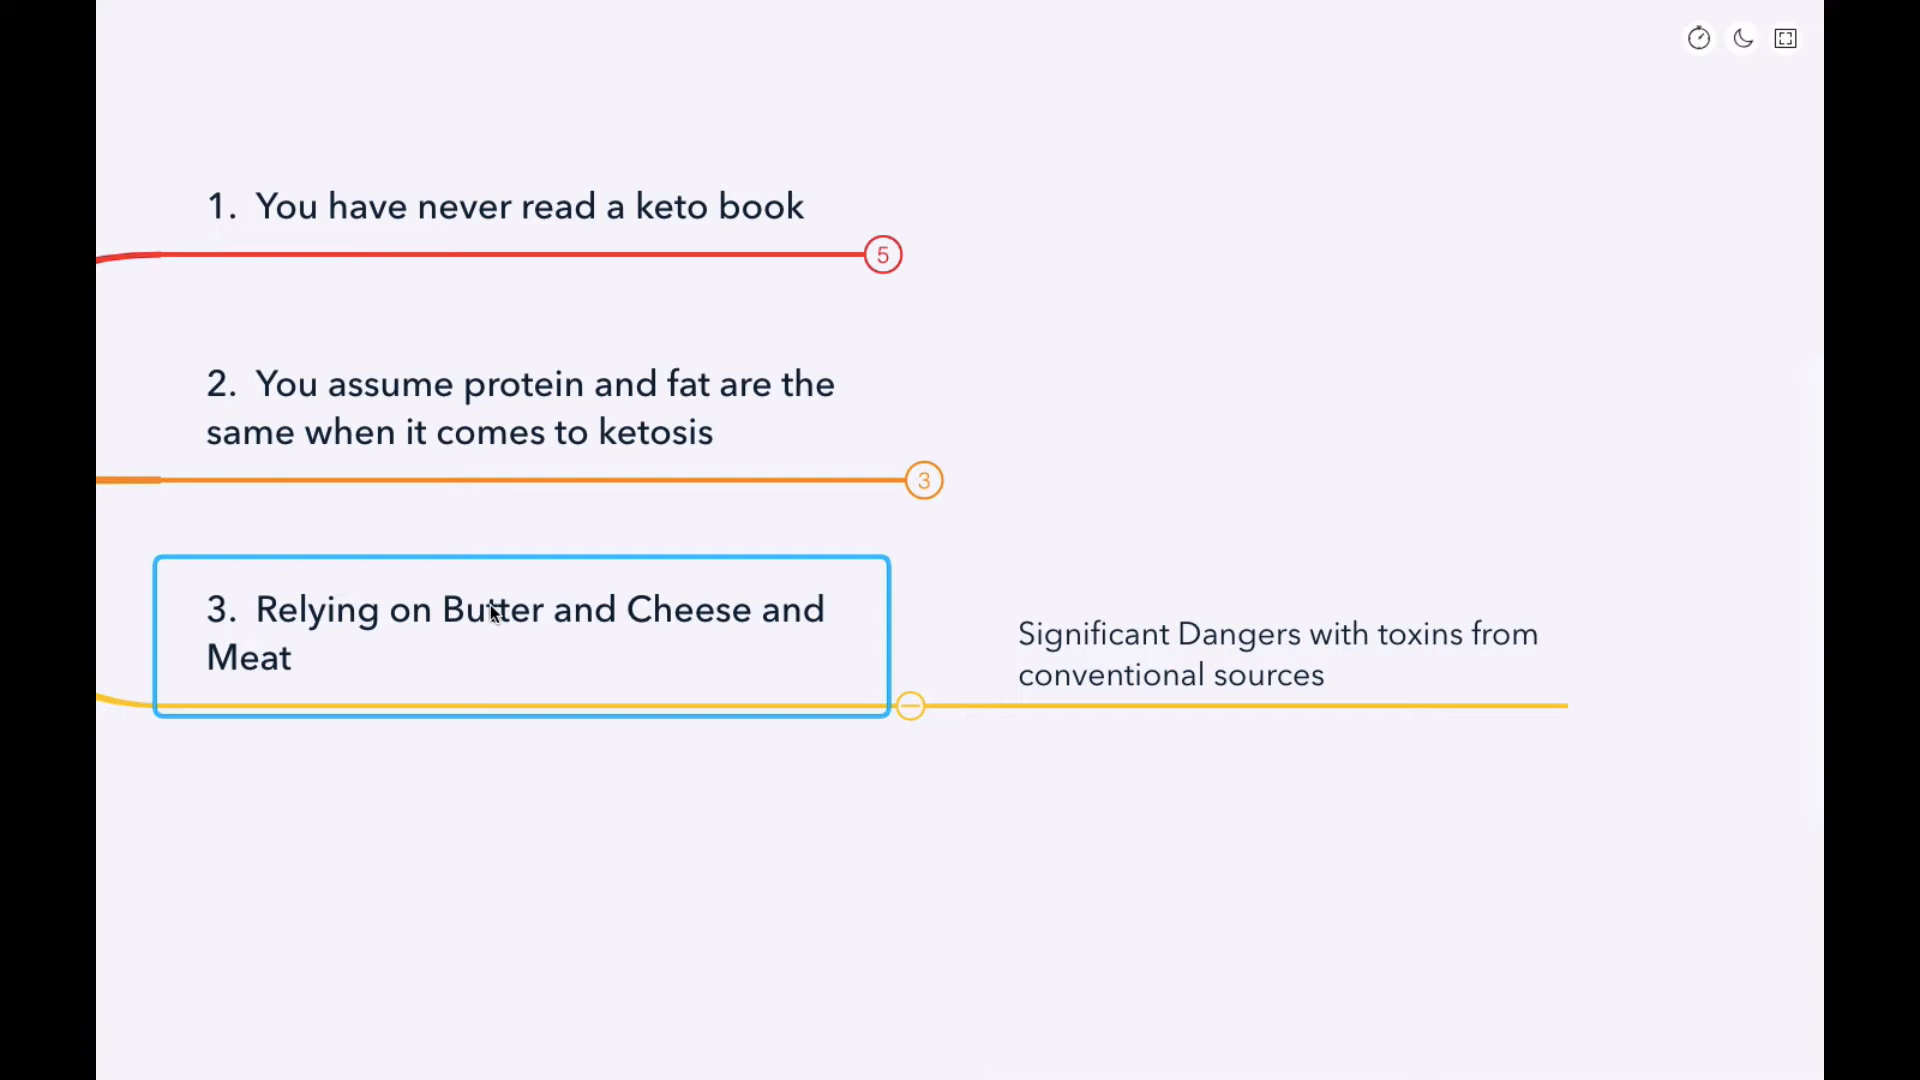 1. You have never read a keto book
5
2. You assume protein and fat are the
same when it comes to ketosis
3
3. Relying on Butter and Cheese and
Meat
Significant Dangers with toxins from
conventional sources